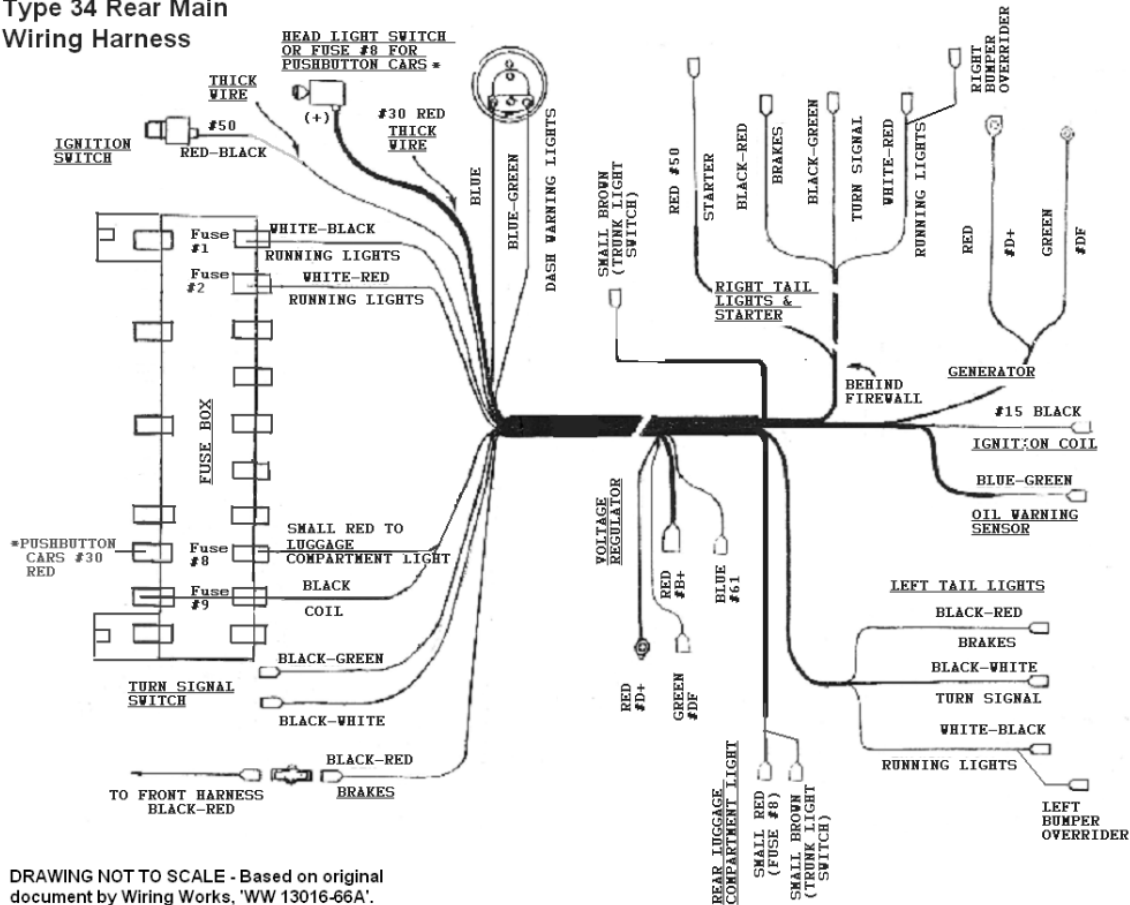 Type 34 Rear Main
Wiring Harness
HEAD LIGHT SWITCH
OR FUSE #8 FOR
PUSHBUTTON CARS *
THICK
WIRE
#50
RED-BLACK
IGNITION
SWITCH
(+)
#30 RED
THICK
WIRE
BLUE
BLUE-GREEN
DASH WARNING LIGHTS
SMALL BROWN
(TRUNK LIGHT
SWITCH)
RED #50
STARTER
BLACK-RED
BRAKES
BLACK-GREEN
TURN SIGNAL
WHITE-RED
RUNNING LIGHTS
RIGHT
BUMPER
OVERRIDER
RED
#D+
GREEN
#DF
Fuse
#1
WHITE-BLACK
RUNNING LIGHTS
Fuse
#2
WHITE-RED
RUNNING LIGHTS
RIGHT TAIL
LIGHTS &
STARTER
BEHIND
FIREWALL
GENERATOR
#15 BLACK
IGNITION COIL
BLUE-GREEN
OIL WARNING
SENSOR
FUSE BOX
*PUSHBUTTON
CARS #30
RED
Fuse
#8
SMALL RED TO
LUGGAGE
COMPARTMENT LIGHT
Fuse
#9
BLACK
COIL
VOLTAGE
REGULATOR
RED
#B+
BLUE
#61
RED
#D+
GREEN
#DF
LEFT TAIL LIGHTS
BLACK-RED
BRAKES
BLACK-WHITE
TURN SIGNAL
WHITE-BLACK
RUNNING LIGHTS
LEFT
BUMPER
OVERRIDER
BLACK-GREEN
TURN SIGNAL
SWITCH
BLACK-WHITE
BLACK-RED
BRAKES
TO FRONT HARNESS
BLACK-RED
REAR LUGGAGE
COMPARTMENT LIGHT
SMALL RED
(FUSE #8)
SMALL BROWN
(TRUNK LIGHT
SWITCH)
DRAWING NOT TO SCALE - Based on original
document by Wiring Works, 'WW 13016-66A'.